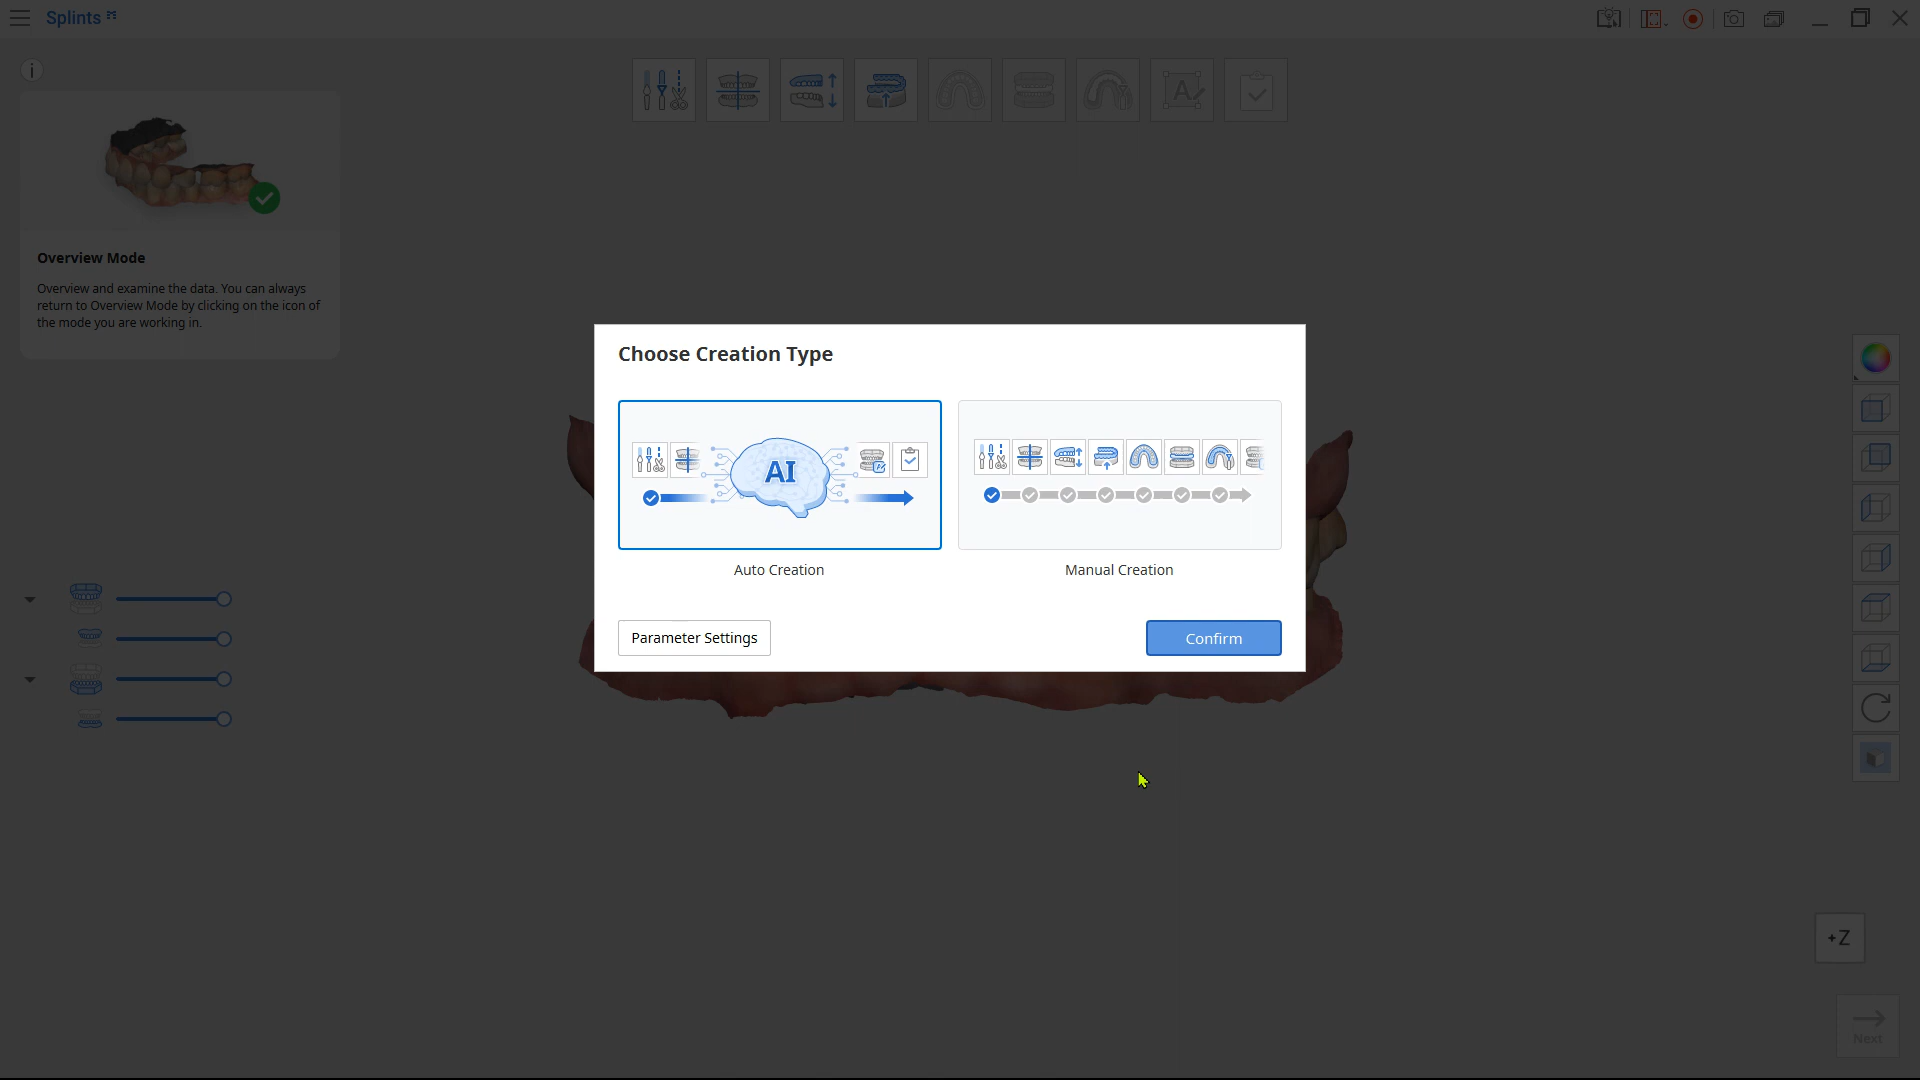 Splints
i
Overview Mode
Overview and examine the data. You can always
return to Overview Mode by clicking on the icon of
the mode you are working in.
A
Choose Creation Type
AI
Auto Creation
Manual Creation
Parameter Settings
Confirm
+Z
Next